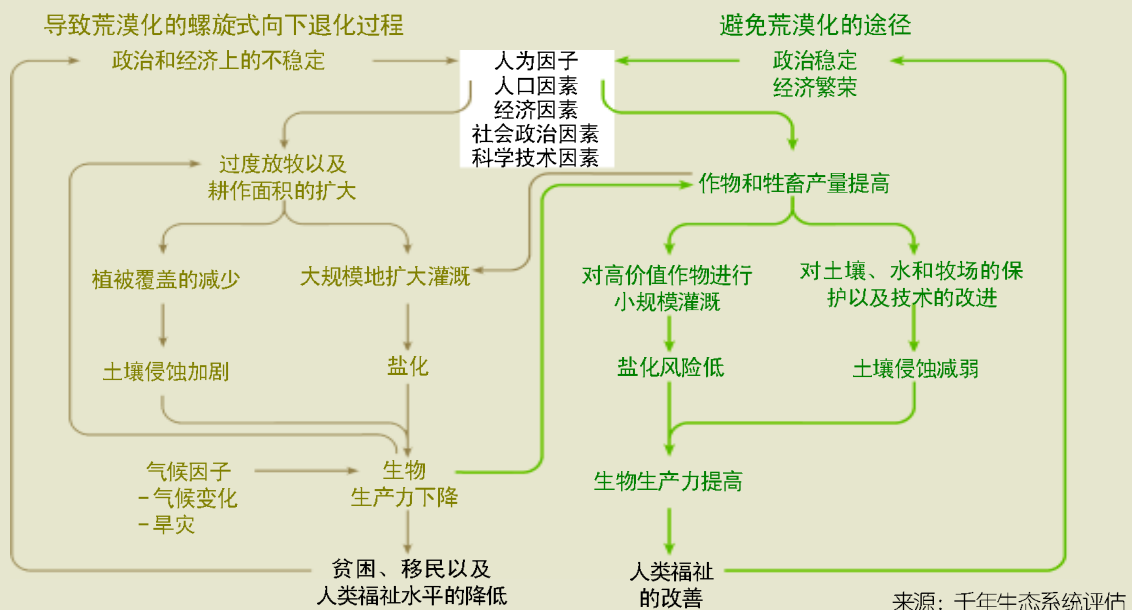 导致荒漠化的螺旋式向下退化过程
避免荒漠化的途径
政治和经济上的不稳定
人为因子
人口因素
经济因素
社会政治因素
科学技术因素
政治稳定
经济繁荣
过度放牧以及
耕作面积的扩大
作物和牲畜产量提高
植被覆盖的减少
大规模地扩大灌溉
对高价值作物进行
小规模灌溉
对土壤、水和牧场的保
护以及技术的改进
土壤侵蚀加剧
盐化
盐化风险低
土壤侵蚀减弱
气候因子
–气候变化
–旱灾
生物
生产力下降
生物生产力提高
贫困、移民以及
人类福祉水平的降低
人类福祉
的改善
来源：千年生态系统评估